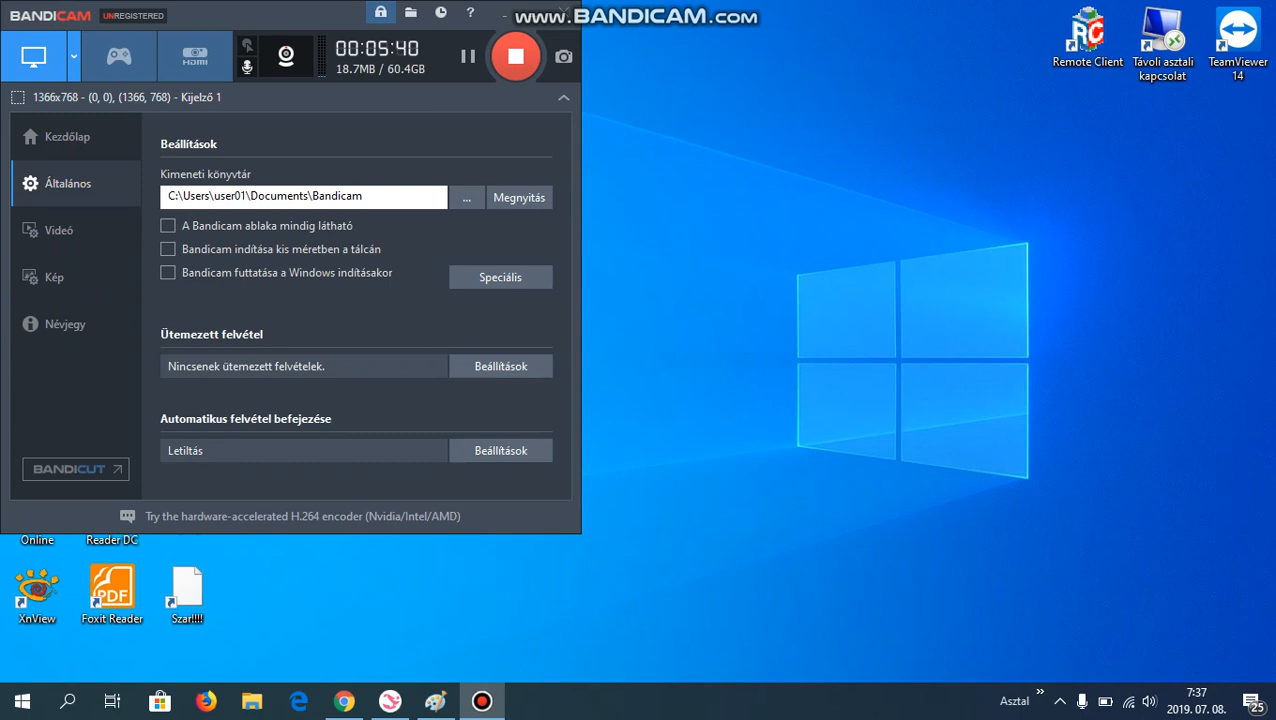 BANDICAM UNREGISTERED
www.BANDICAM.com
HDMI
00:05:40
18.7MB / 60.4GB
1366x768 - (0, 0), (1366, 768) - Kijelző 1
Kezdőlap
Általános
Videó
Kép
Névjegy
BANDICUT
Beállítások
Kimeneti könyvtár
C:\Users\user01\Documents\Bandicam
...
Megnyitás
A Bandicam ablaka mindig látható
Bandicam indítása kis méretben a tálcán
Bandicam futtatása a Windows indításakor
Speciális
Ütemezett felvétel
Nincsenek ütemezett felvételek.
Beállítások
Automatikus felvétel befejezése
Letiltás
Beállítások
Try the hardware-accelerated H.264 encoder (Nvidia/Intel/AMD)
RC
Remote Client
Távoli asztali
kapcsolat
TeamViewer
14
Online
Reader DC
XnView
PDF
Foxit Reader
Szar!!!!
Asztal
7:37
2019. 07. 08.
25